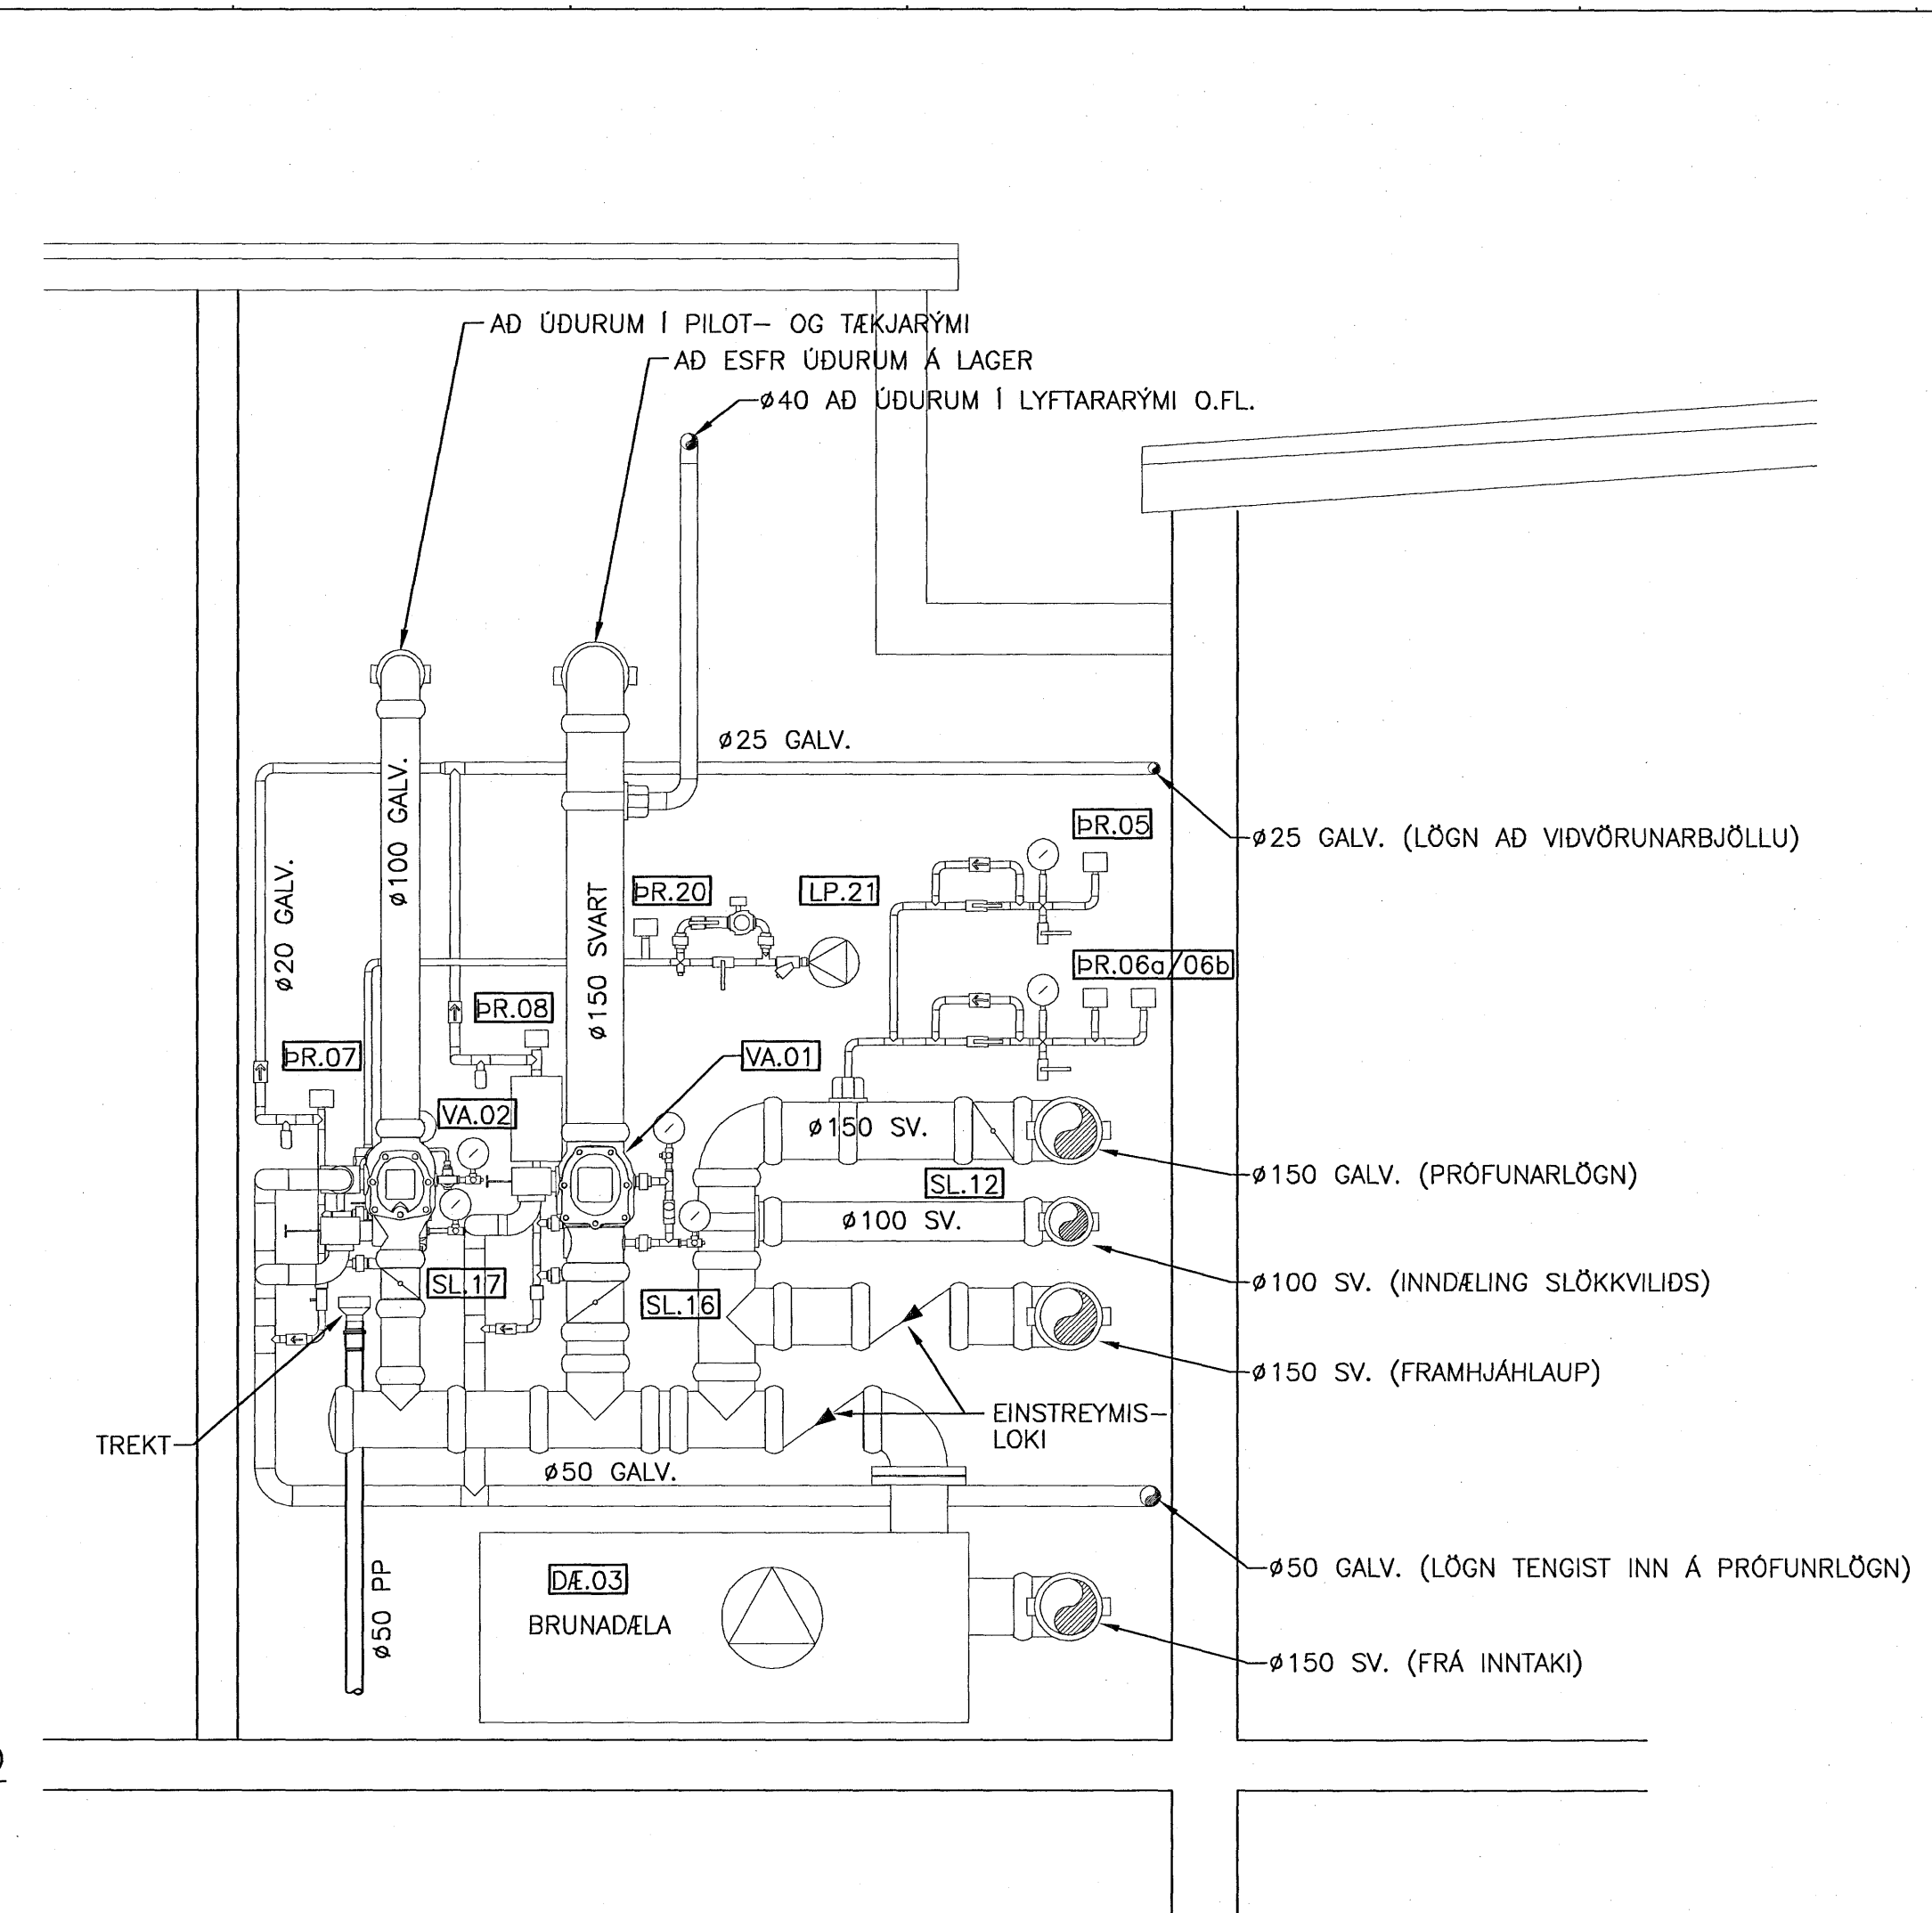 AÐ ÚÐURUM Í PILOT– OG TÆKJARÝMI
AÐ ESFR ÚÐURUM Á LAGER
ø40 AÐ ÚÐURUM Í LYFTARARÝMI O.FL.
ø25 GALV.
ø100 GALV.
ø20 GALV.
ø150 SVART
ÞR.05
ø25 GALV. (LÖGN AÐ VIÐVÖRUNARBJÖLLU)
ÞR.20
LP.21
ÞR.06a/06b
ÞR.08
ÞR.07
VA.01
VA.02
ø150 SV.
ø150 GALV. (PRÓFUNARLÖGN)
SL.12
ø100 SV.
ø100 SV. (INNDÆLING SLÖKKVILIÐS)
SL.17
SL.16
ø150 SV. (FRAMHJÁHLAUP)
EINSTREYMIS–
LOKI
TREKT
ø50 GALV.
ø50 PP
DÆ.03
BRUNADÆLA
ø50 GALV. (LÖGN TENGIST INN Á PRÓFUNRLÖGN)
ø150 SV. (FRÁ INNTAKI)